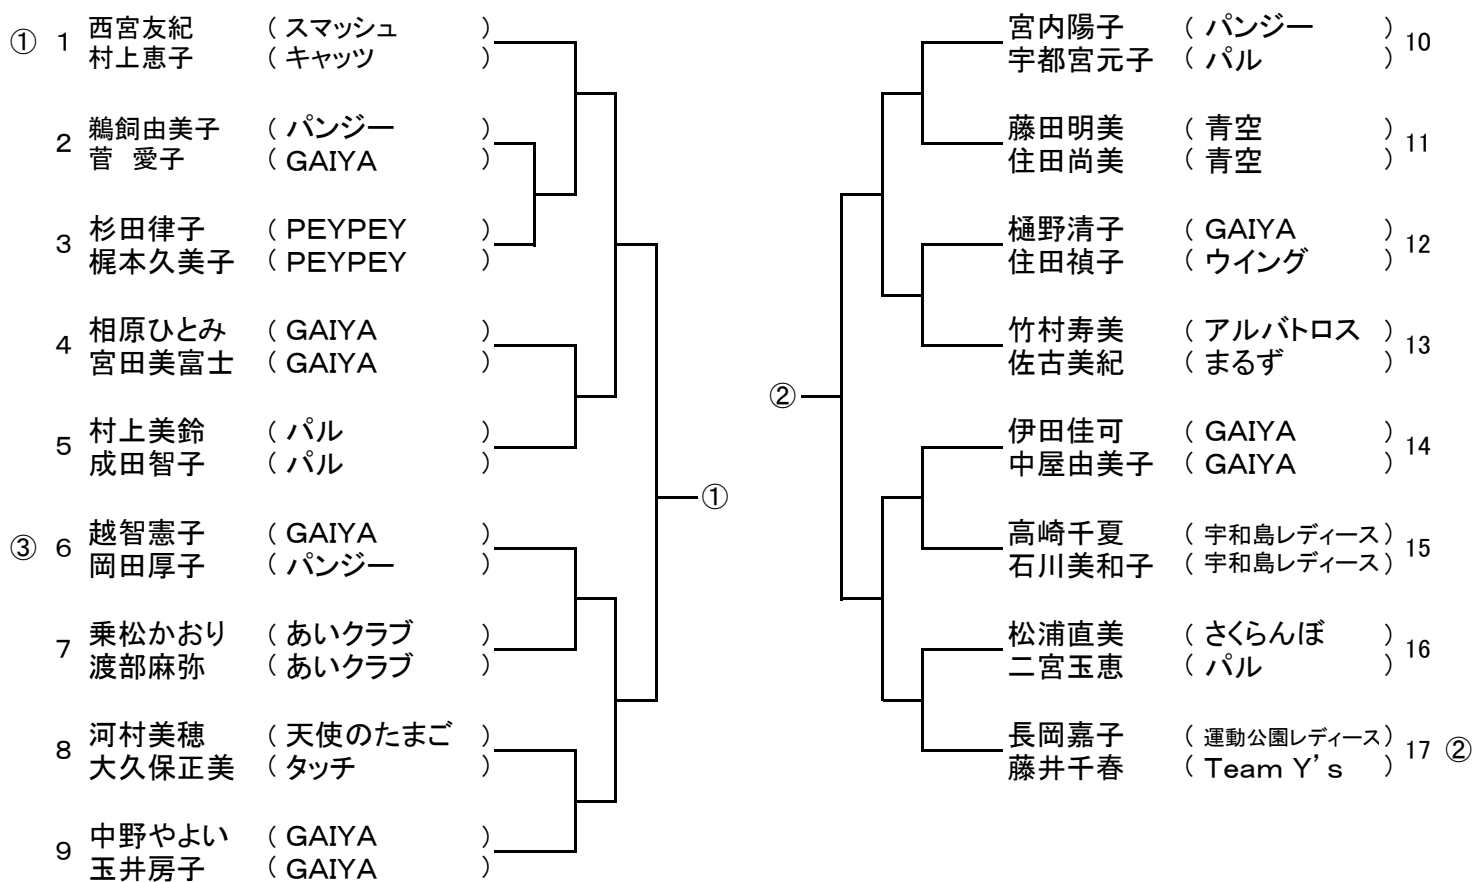 ① 1 西宮友紀 (スマッシュ)
村上恵子 (キャッツ)
2 鵜飼由美子 (パンジー)
菅 愛子 (GAIYA)
3 杉田律子 (PEYPEY)
梶本久美子 (PEYPEY)
4 相原ひとみ (GAIYA)
宮田美富士 (GAIYA)
5 村上美鈴 (パル)
成田智子 (パル)
①
③ 6 越智憲子 (GAIYA)
岡田厚子 (パンジー)
7 乗松かおり (あいクラブ)
渡部麻弥 (あいクラブ)
8 河村美穂 (天使のたまご)
大久保正美 (タッチ)
9 中野やよい (GAIYA)
玉井房子 (GAIYA)
宮内陽子 (パンジー) 10
宇都宮元子 (パル)
藤田明美 (青空) 11
住田尚美 (青空)
樋野清子 (GAIYA) 12
住田禎子 (ウイング)
竹村寿美 (アルバトロス) 13
佐古美紀 (まるず)
②
伊田佳可 (GAIYA) 14
中屋由美子 (GAIYA)
高崎千夏 (宇和島レディース) 15
石川美和子 (宇和島レディース)
松浦直美 (さくらんぼ) 16
二宮玉恵 (パル)
長岡嘉子 (運動公園レディース) 17 ②
藤井千春 (Team Y's)